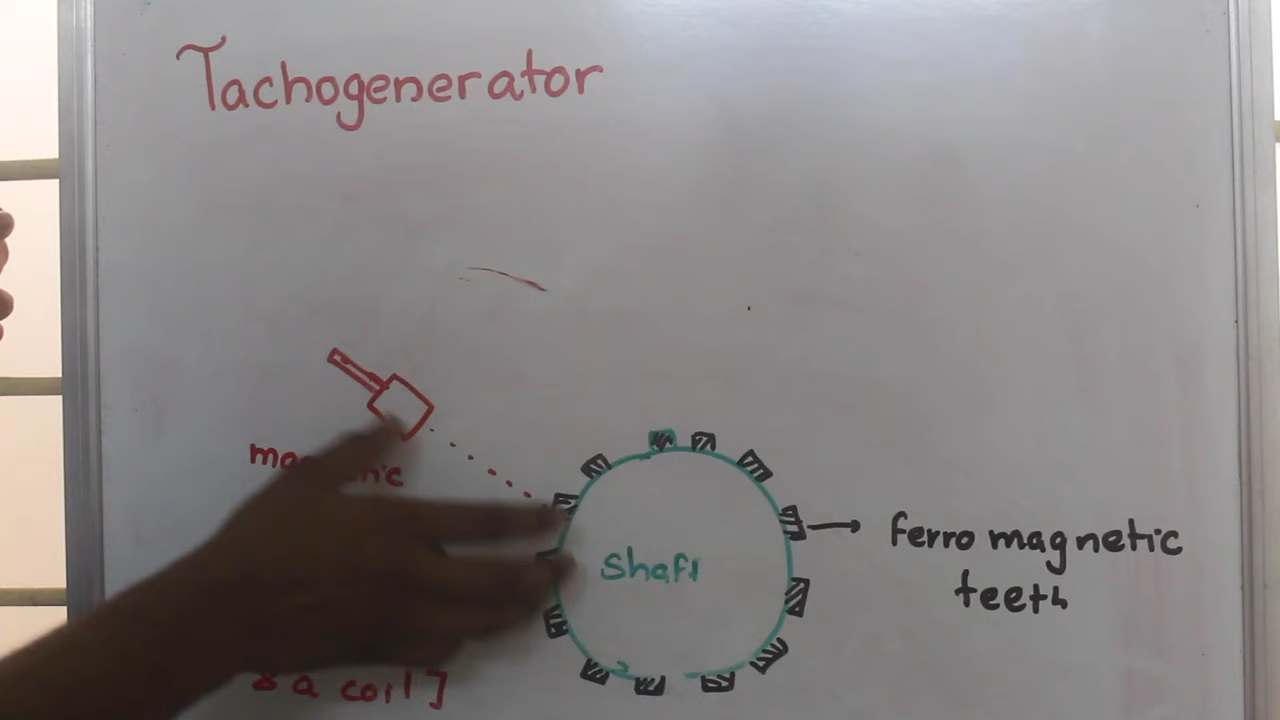 Tachogenerator
shaft
ferro magnetic
teeth
& a coil]